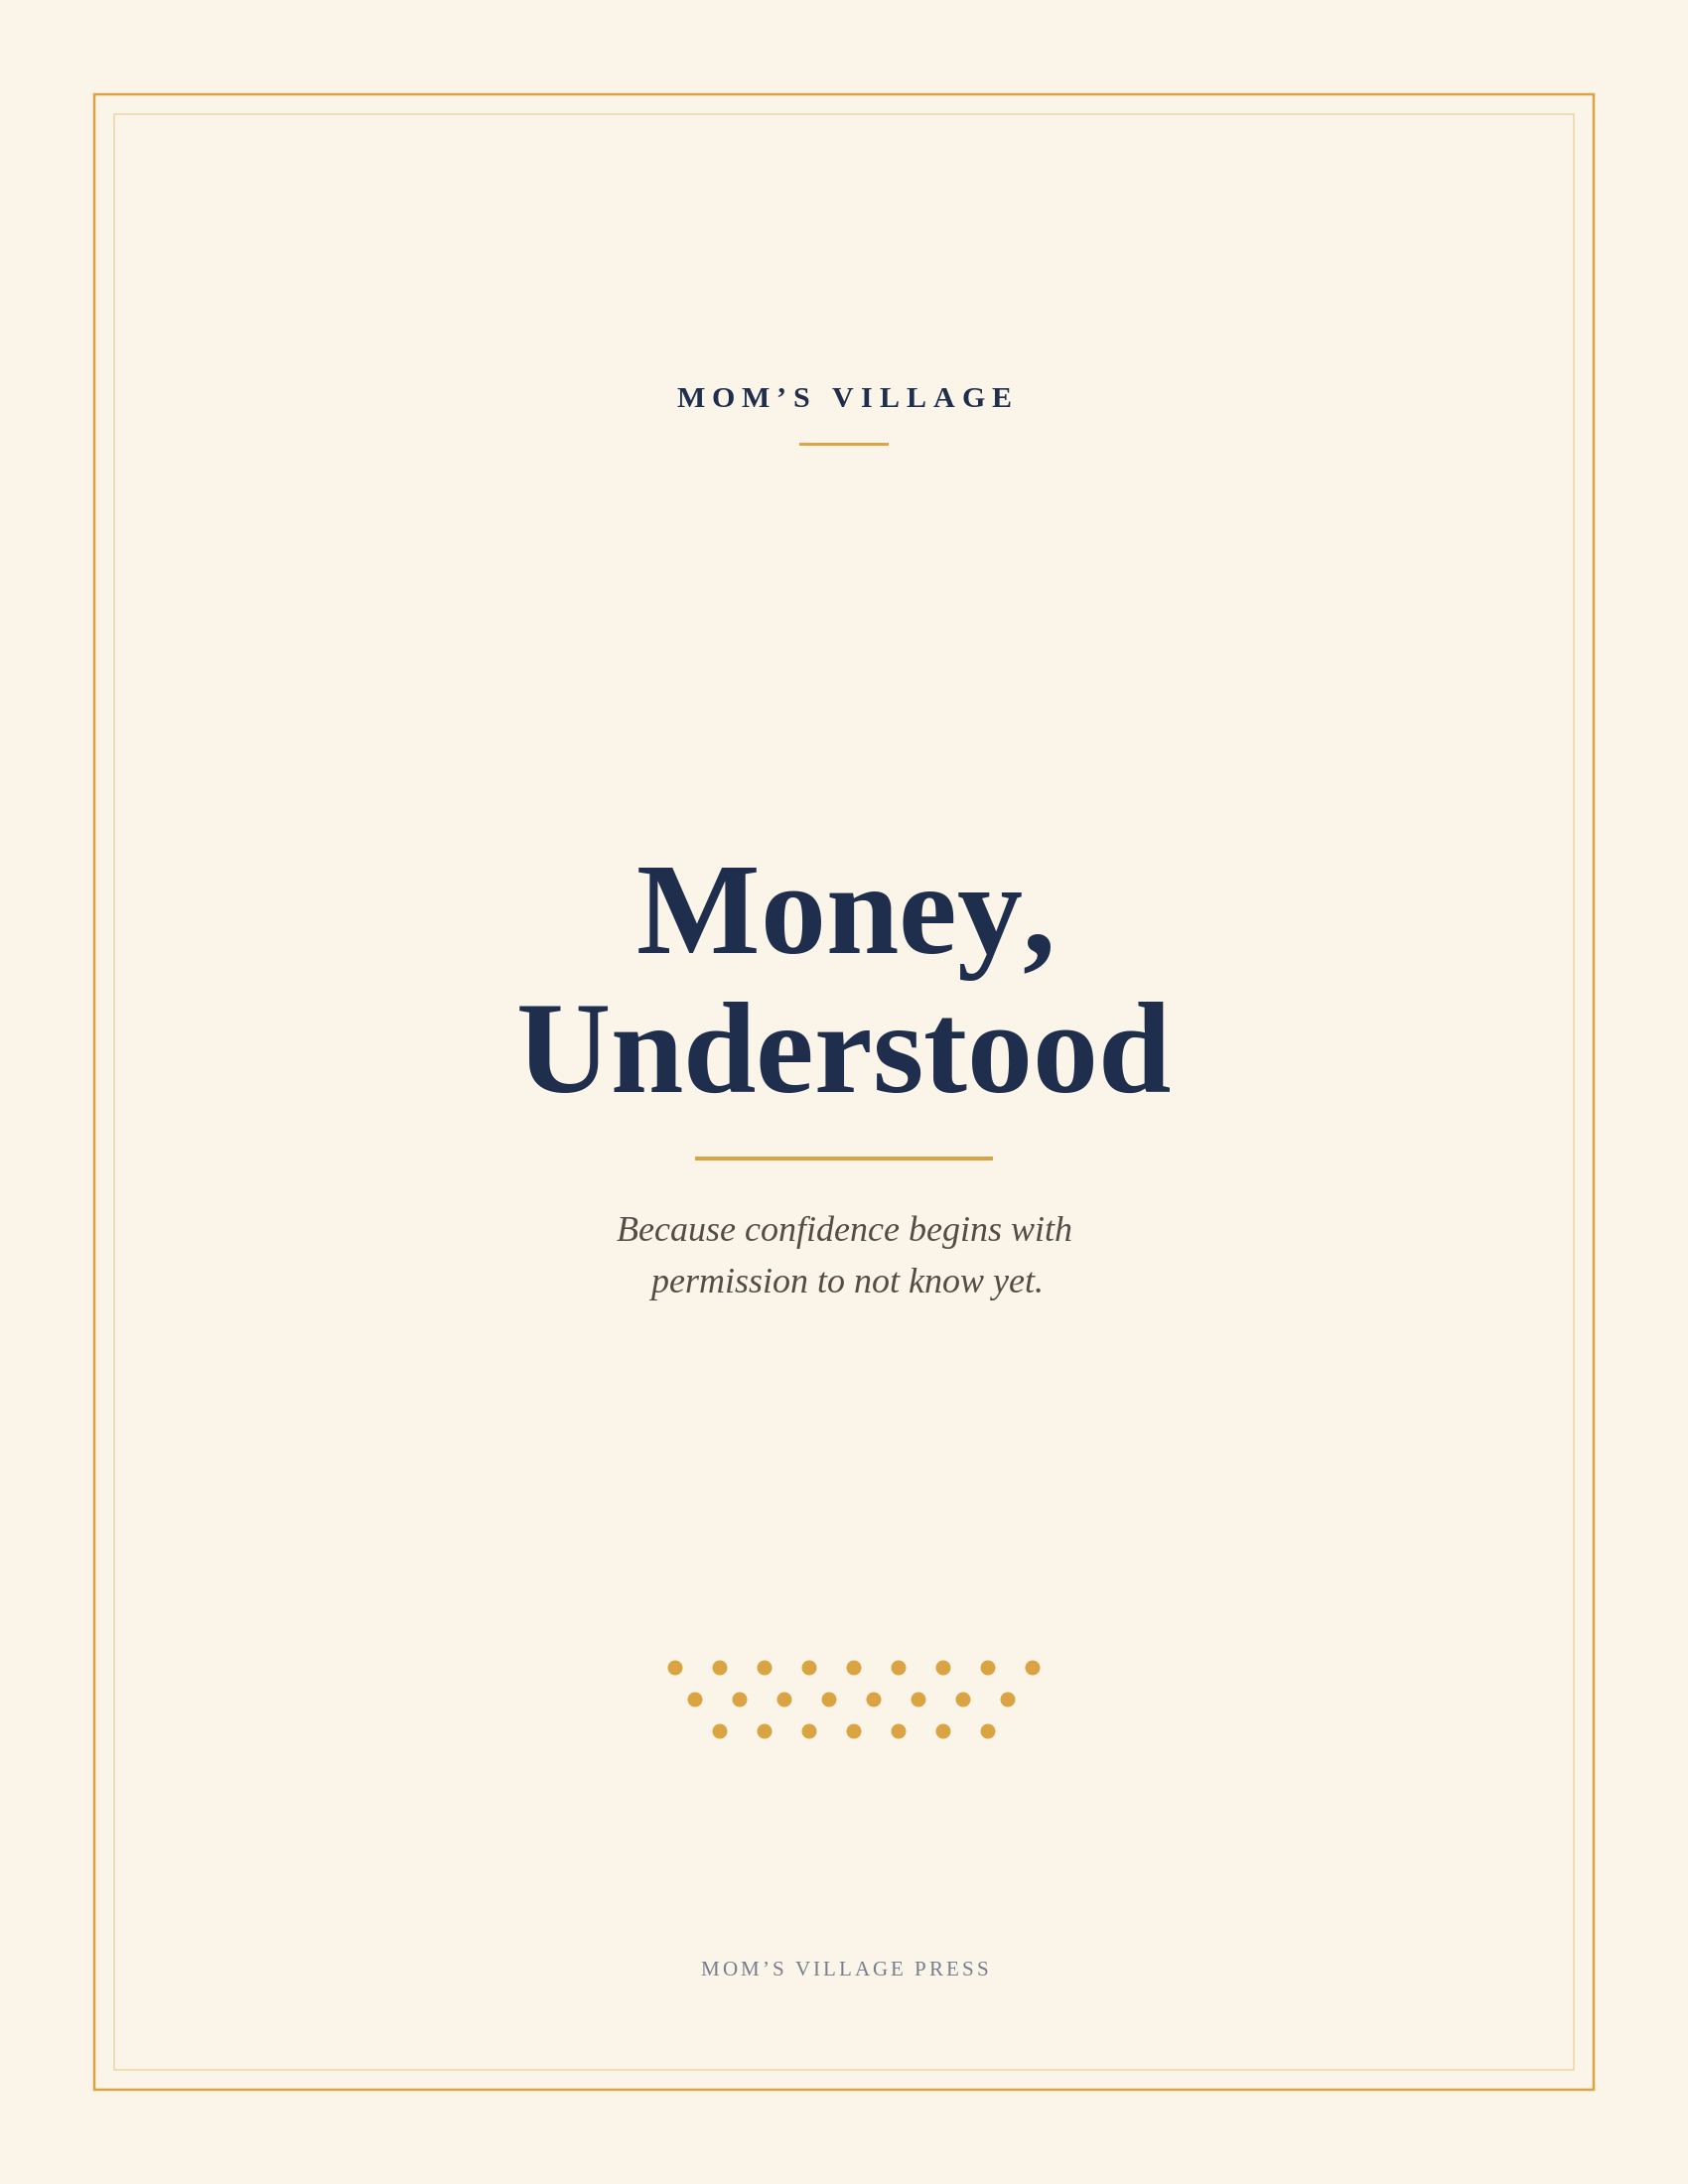 MOM’S VILLAGE
Money,
Understood
Because confidence begins with
permission to not know yet.
MOM’S VILLAGE PRESS